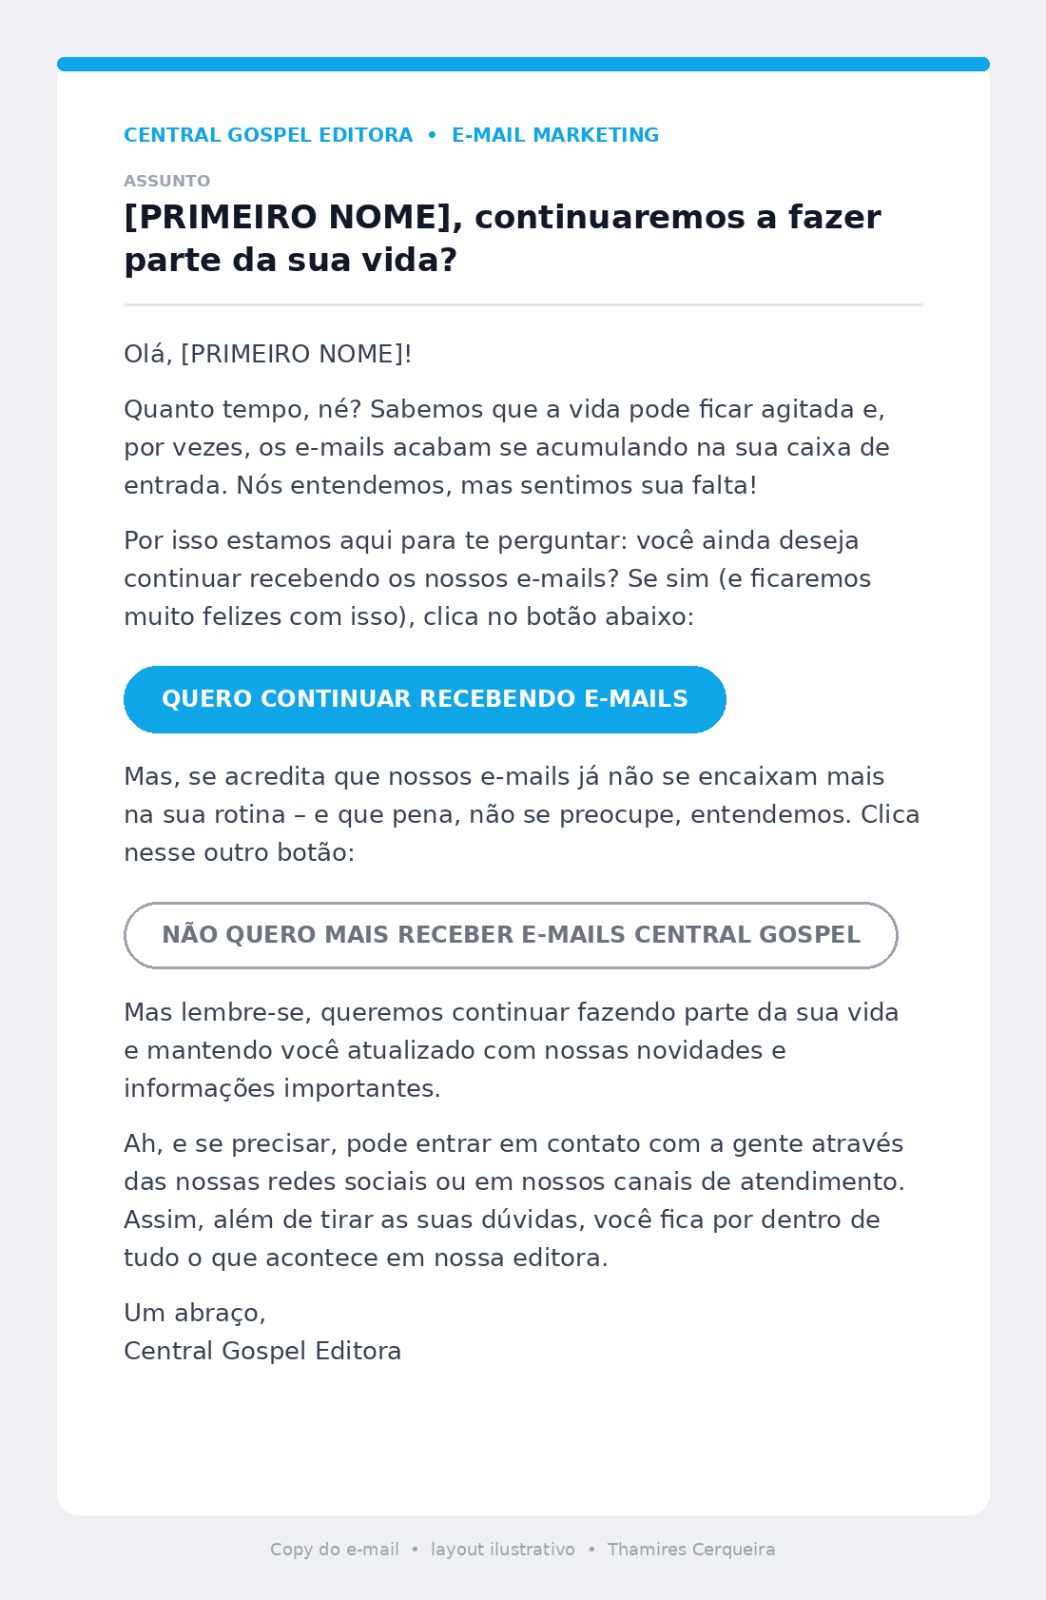 CENTRAL GOSPEL EDITORA • E-MAIL MARKETING
ASSUNTO
[PRIMEIRO NOME], continuaremos a fazer
parte da sua vida?
Olá, [PRIMEIRO NOME]!
Quanto tempo, né? Sabemos que a vida pode ficar agitada e,
por vezes, os e-mails acabam se acumulando na sua caixa de
entrada. Nós entendemos, mas sentimos sua falta!
Por isso estamos aqui para te perguntar: você ainda deseja
continuar recebendo os nossos e-mails? Se sim (e ficaremos
muito felizes com isso), clica no botão abaixo:
QUERO CONTINUAR RECEBENDO E-MAILS
Mas, se acredita que nossos e-mails já não se encaixam mais
na sua rotina – e que pena, não se preocupe, entendemos. Clica
nesse outro botão:
NÃO QUERO MAIS RECEBER E-MAILS CENTRAL GOSPEL
Mas lembre-se, queremos continuar fazendo parte da sua vida
e mantendo você atualizado com nossas novidades e
informações importantes.
Ah, e se precisar, pode entrar em contato com a gente através
das nossas redes sociais ou em nossos canais de atendimento.
Assim, além de tirar as suas dúvidas, você fica por dentro de
tudo o que acontece em nossa editora.
Um abraço,
Central Gospel Editora
Copy do e-mail • layout ilustrativo • Thamires Cerqueira